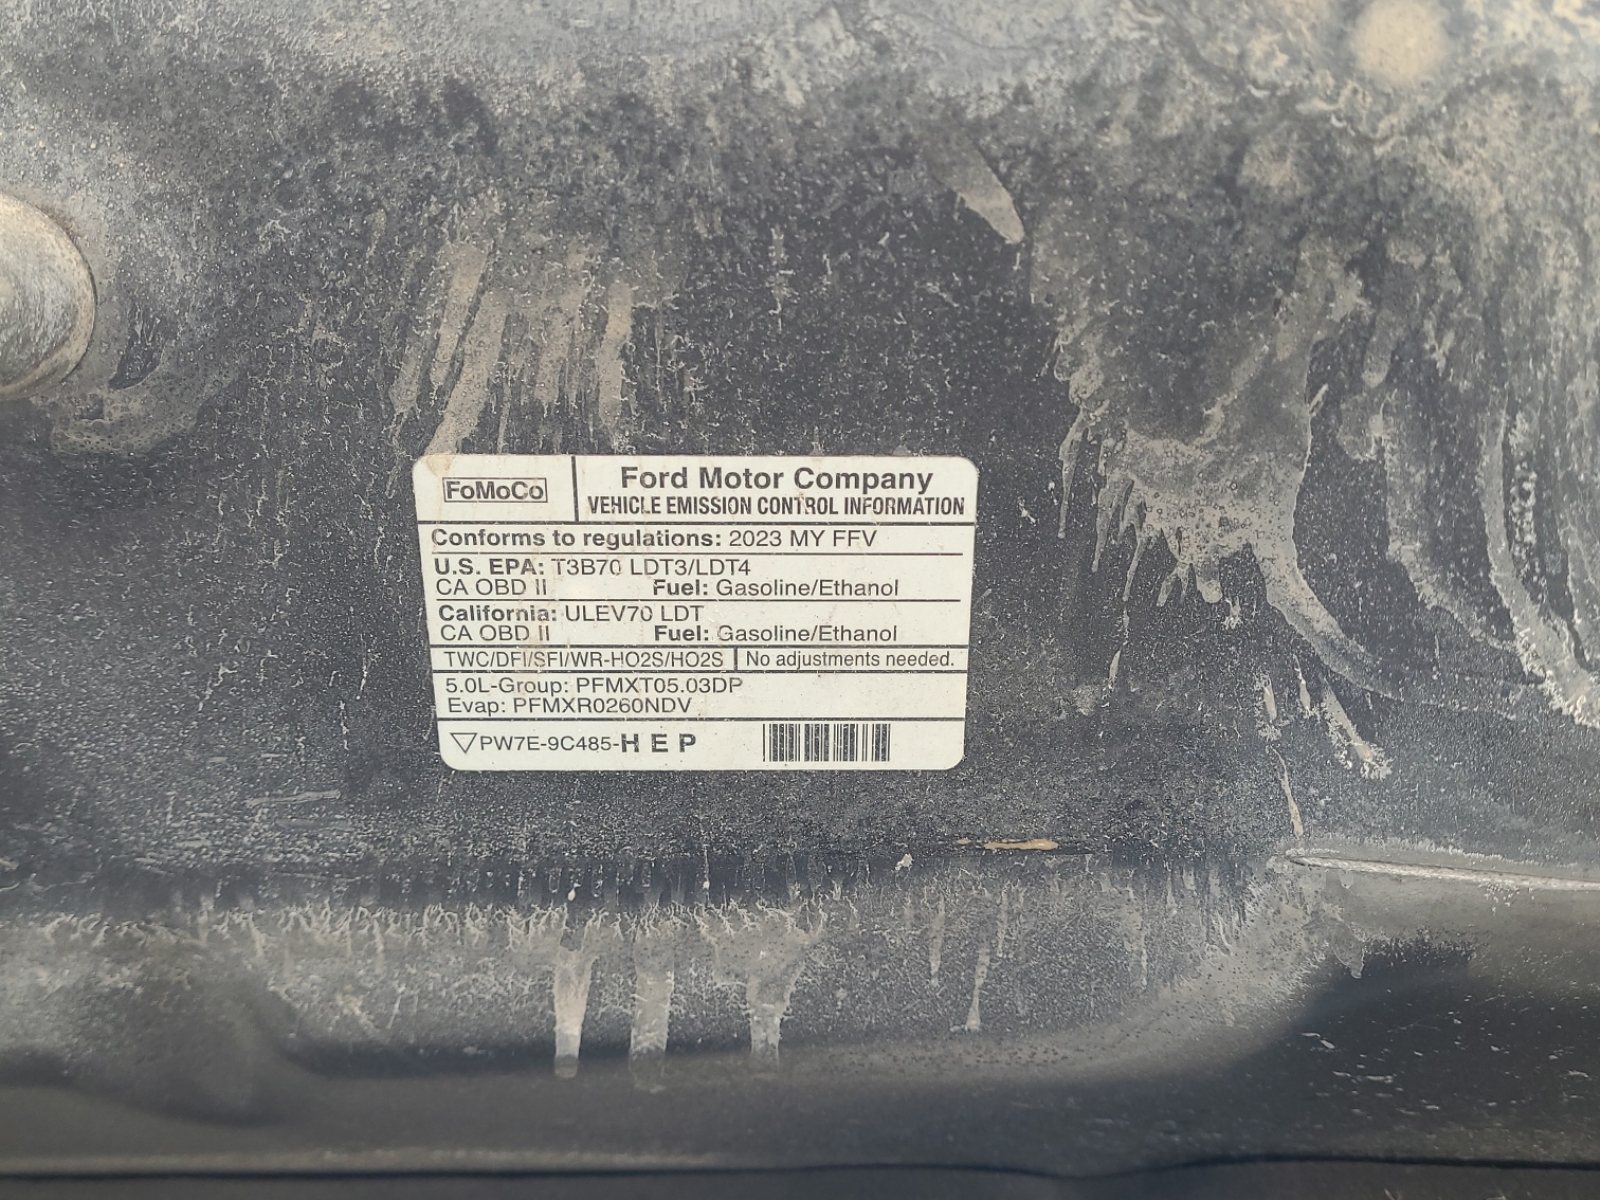 FoMoCo
Ford Motor Company
VEHICLE EMISSION CONTROL INFORMATION
Conforms to regulations: 2023 MY FFV
U.S. EPA: T3B70 LDT3/LDT4
CA OBD II Fuel: Gasoline/Ethanol
California: ULEV70 LDT
CA OBD II Fuel: Gasoline/Ethanol
TWC/DFI/SFI/WR-HO2S/HO2S No adjustments needed.
5.0L-Group: PFMXT05.03DP
Evap: PFMXR0260NDV
PW7E-9C485-HEP